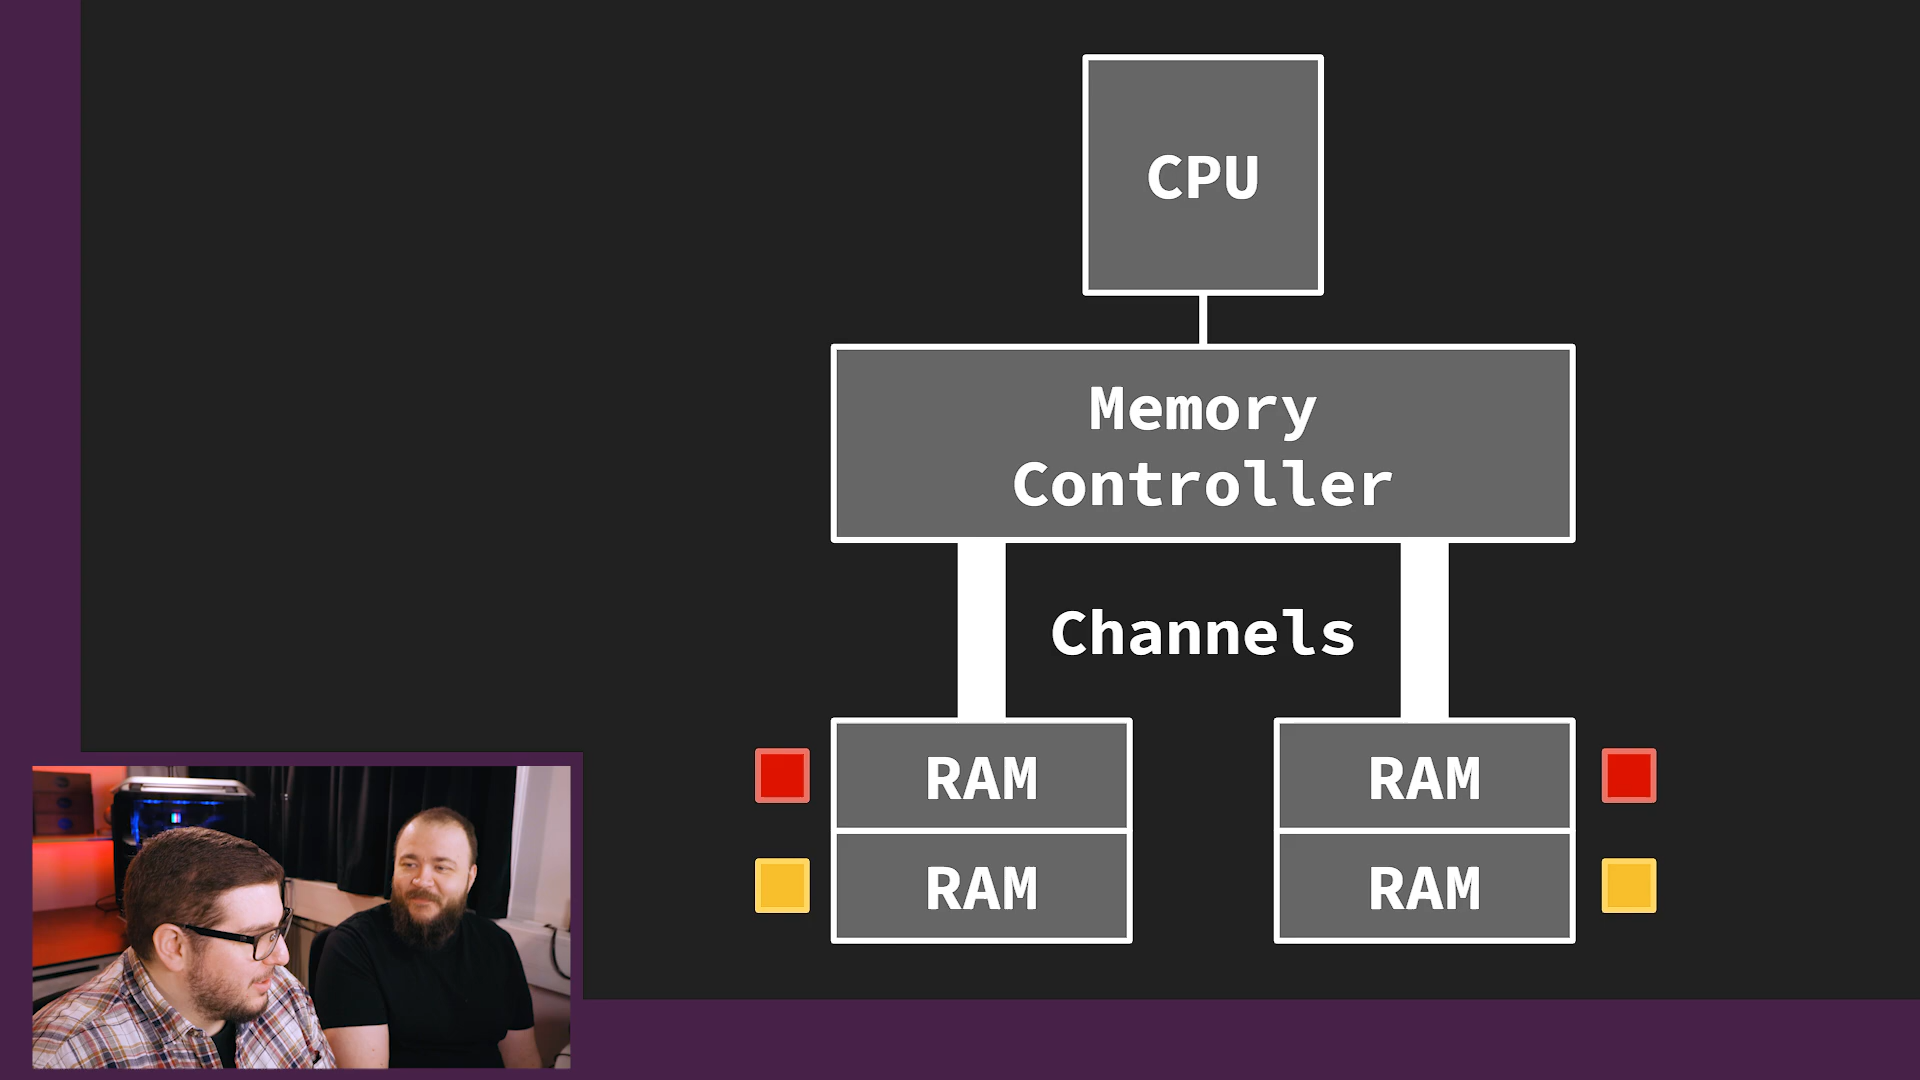 CPU
Memory
Controller
Channels
RAM RAM
RAM RAM